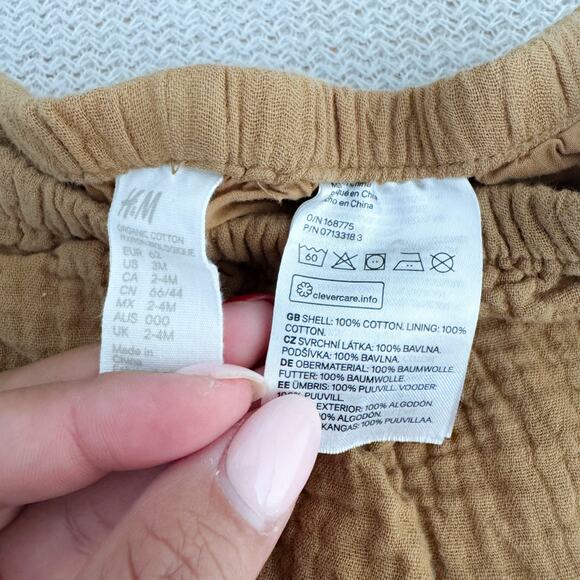 H&M
ORGANIC COTTON
EUR 62
US 3M
CA 2-4M
CN 66/44
MX 2-4M
AUS 000
UK 2-4M
Made in
China
en China
O/N 168775
P/N 0713318 3
60
clevercare.info
GB SHELL: 100% COTTON. LINING: 100%
COTTON.
CZ SVRCHNÍ LÁTKA: 100% BAVLNA.
PODŠÍVKA: 100% BAVLNA.
DE OBERMATERIAL: 100% BAUMWOLLE.
FUTTER: 100% BAUMWOLLE.
EE ÜMBRIS: 100% PUUVILL. VOODER:
100% PUUVILL.
EXTERIOR: 100% ALGODÓN.
% ALGODÓN.
KANGAS: 100% PUUVILLAA.